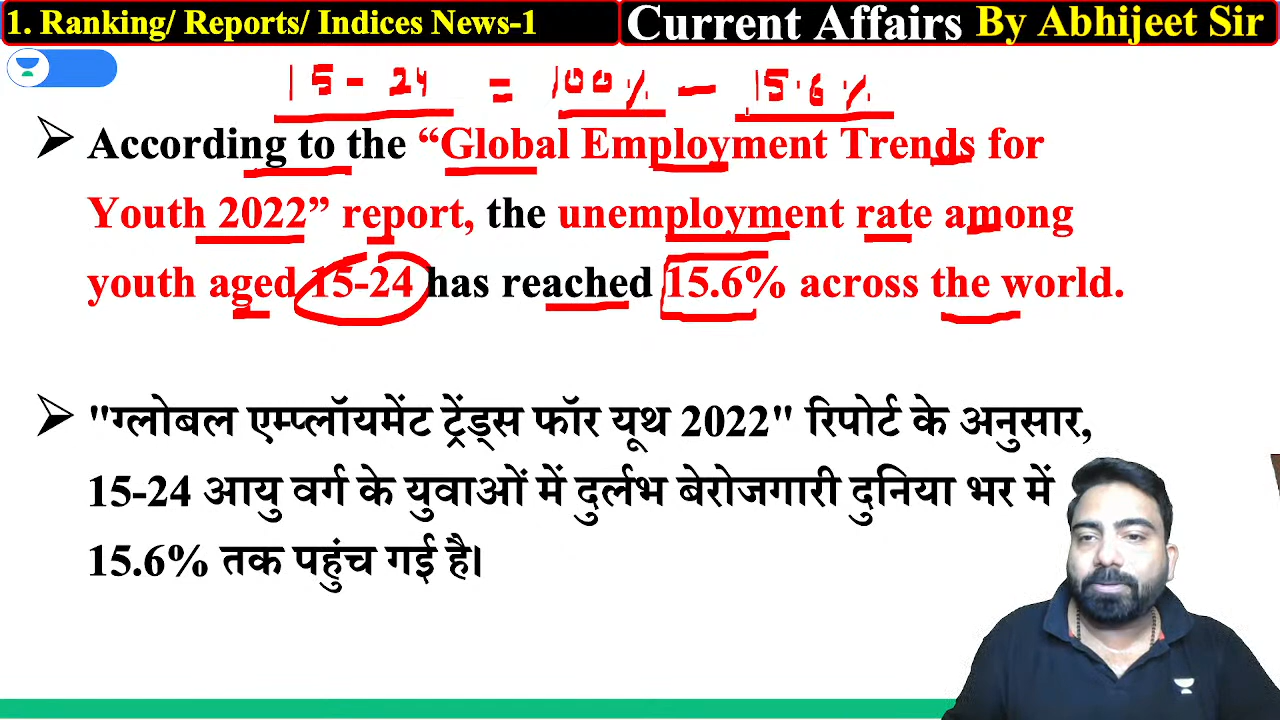 1. Ranking/ Reports/ Indices News-1
Current Affairs By Abhijeet Sir
15 - 24 = 100% - 15.6%
According to the “Global Employment Trends for
Youth 2022” report, the unemployment rate among
youth aged 15-24 has reached 15.6% across the world.
"ग्लोबल एम्प्लॉयमेंट ट्रेंड्स फॉर यूथ 2022" रिपोर्ट के अनुसार,
15-24 आयु वर्ग के युवाओं में दुर्लभ बेरोजगारी दुनिया भर में
15.6% तक पहुंच गई है।